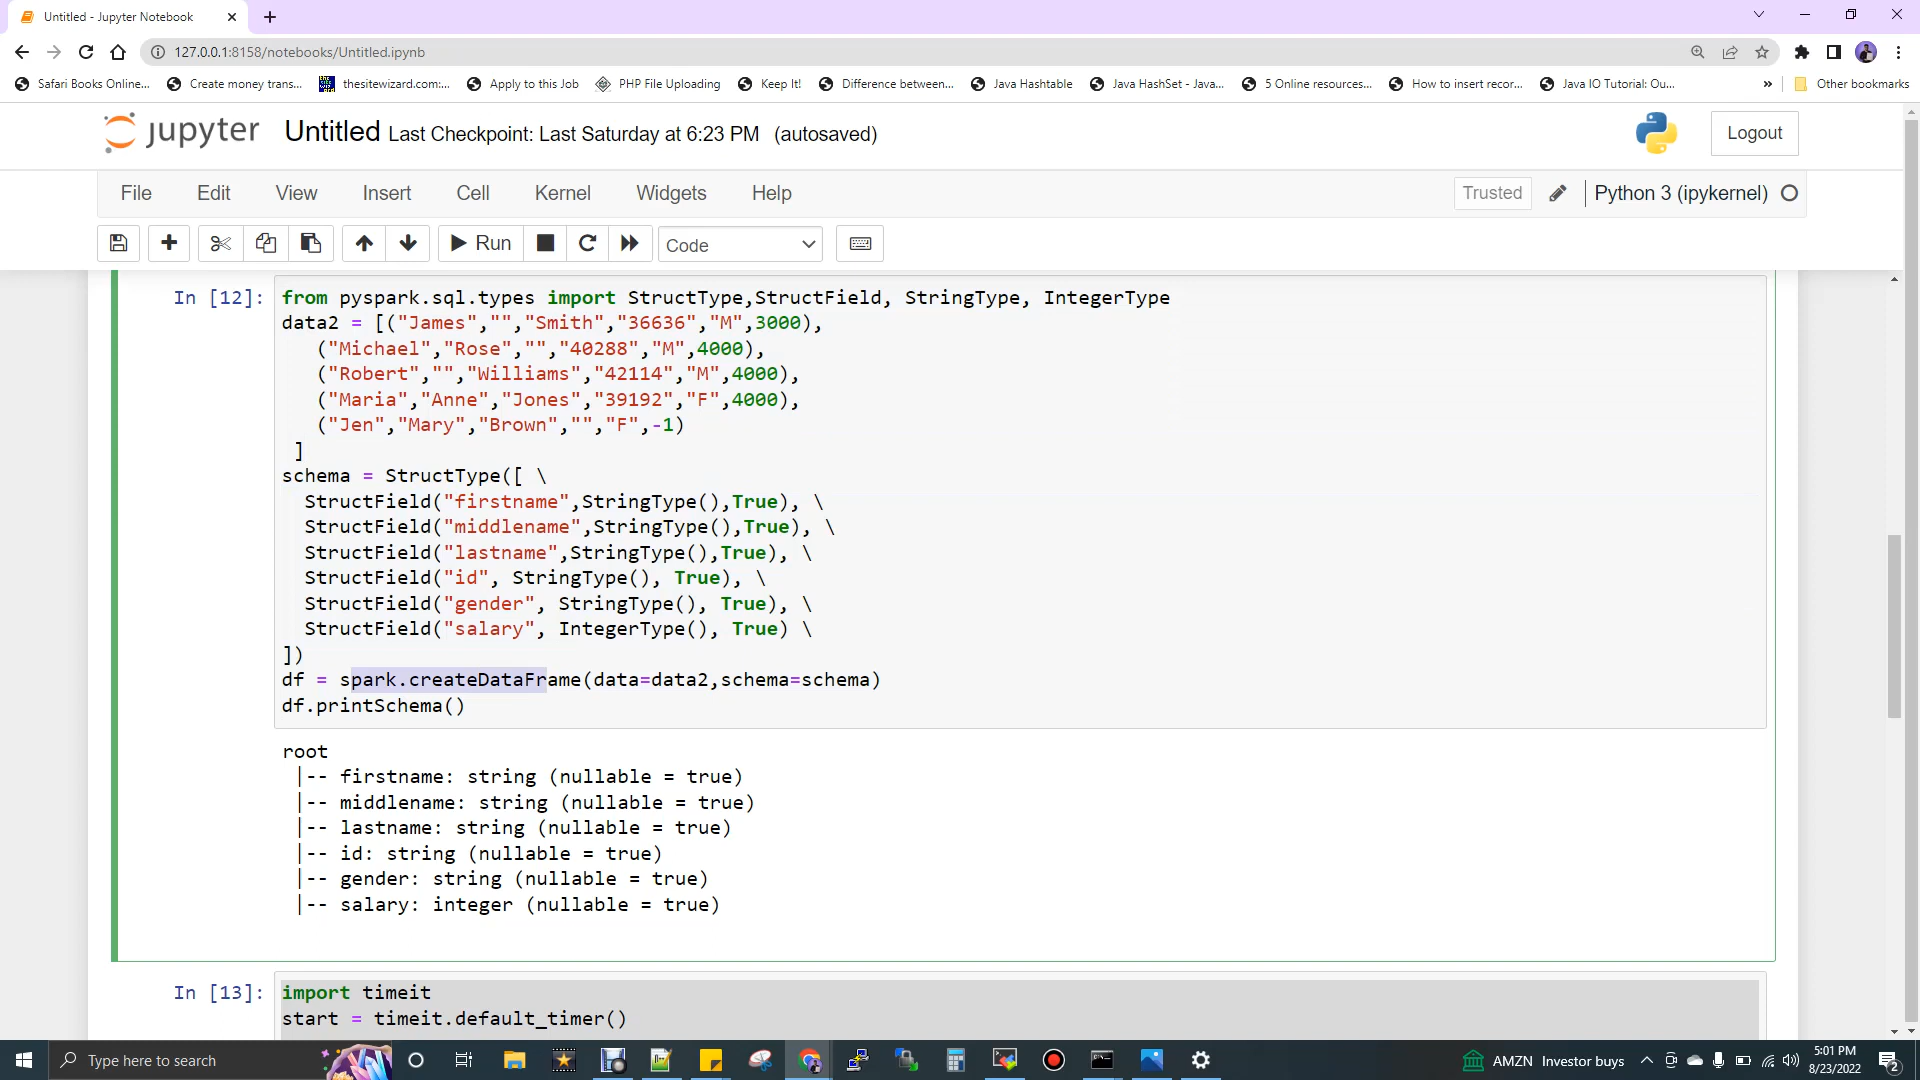 Untitled - Jupyter Notebook
127.0.0.1:8158/notebooks/Untitled.ipynb
Safari Books Online... Create money trans... thesitewizard.com:... Apply to this Job PHP File Uploading Keep It! Difference between... Java Hashtable Java HashSet - Java... 5 Online resources... How to insert recor... Java IO Tutorial: Ou... » Other bookmarks
jupyter Untitled Last Checkpoint: Last Saturday at 6:23 PM (autosaved) Logout
File Edit View Insert Cell Kernel Widgets Help Trusted Python 3 (ipykernel)
Run Code
In [12]: from pyspark.sql.types import StructType,StructField, StringType, IntegerType
data2 = [("James","","Smith","36636","M",3000),
("Michael","Rose","","40288","M",4000),
("Robert","","Williams","42114","M",4000),
("Maria","Anne","Jones","39192","F",4000),
("Jen","Mary","Brown","","F",-1)
]
schema = StructType([ \
StructField("firstname",StringType(),True), \
StructField("middlename",StringType(),True), \
StructField("lastname",StringType(),True), \
StructField("id", StringType(), True), \
StructField("gender", StringType(), True), \
StructField("salary", IntegerType(), True) \
])
df = spark.createDataFrame(data=data2,schema=schema)
df.printSchema()
root
|-- firstname: string (nullable = true)
|-- middlename: string (nullable = true)
|-- lastname: string (nullable = true)
|-- id: string (nullable = true)
|-- gender: string (nullable = true)
|-- salary: integer (nullable = true)
In [13]: import timeit
start = timeit.default_timer()
Type here to search
AMZN Investor buys
5:01 PM
8/23/2022
2